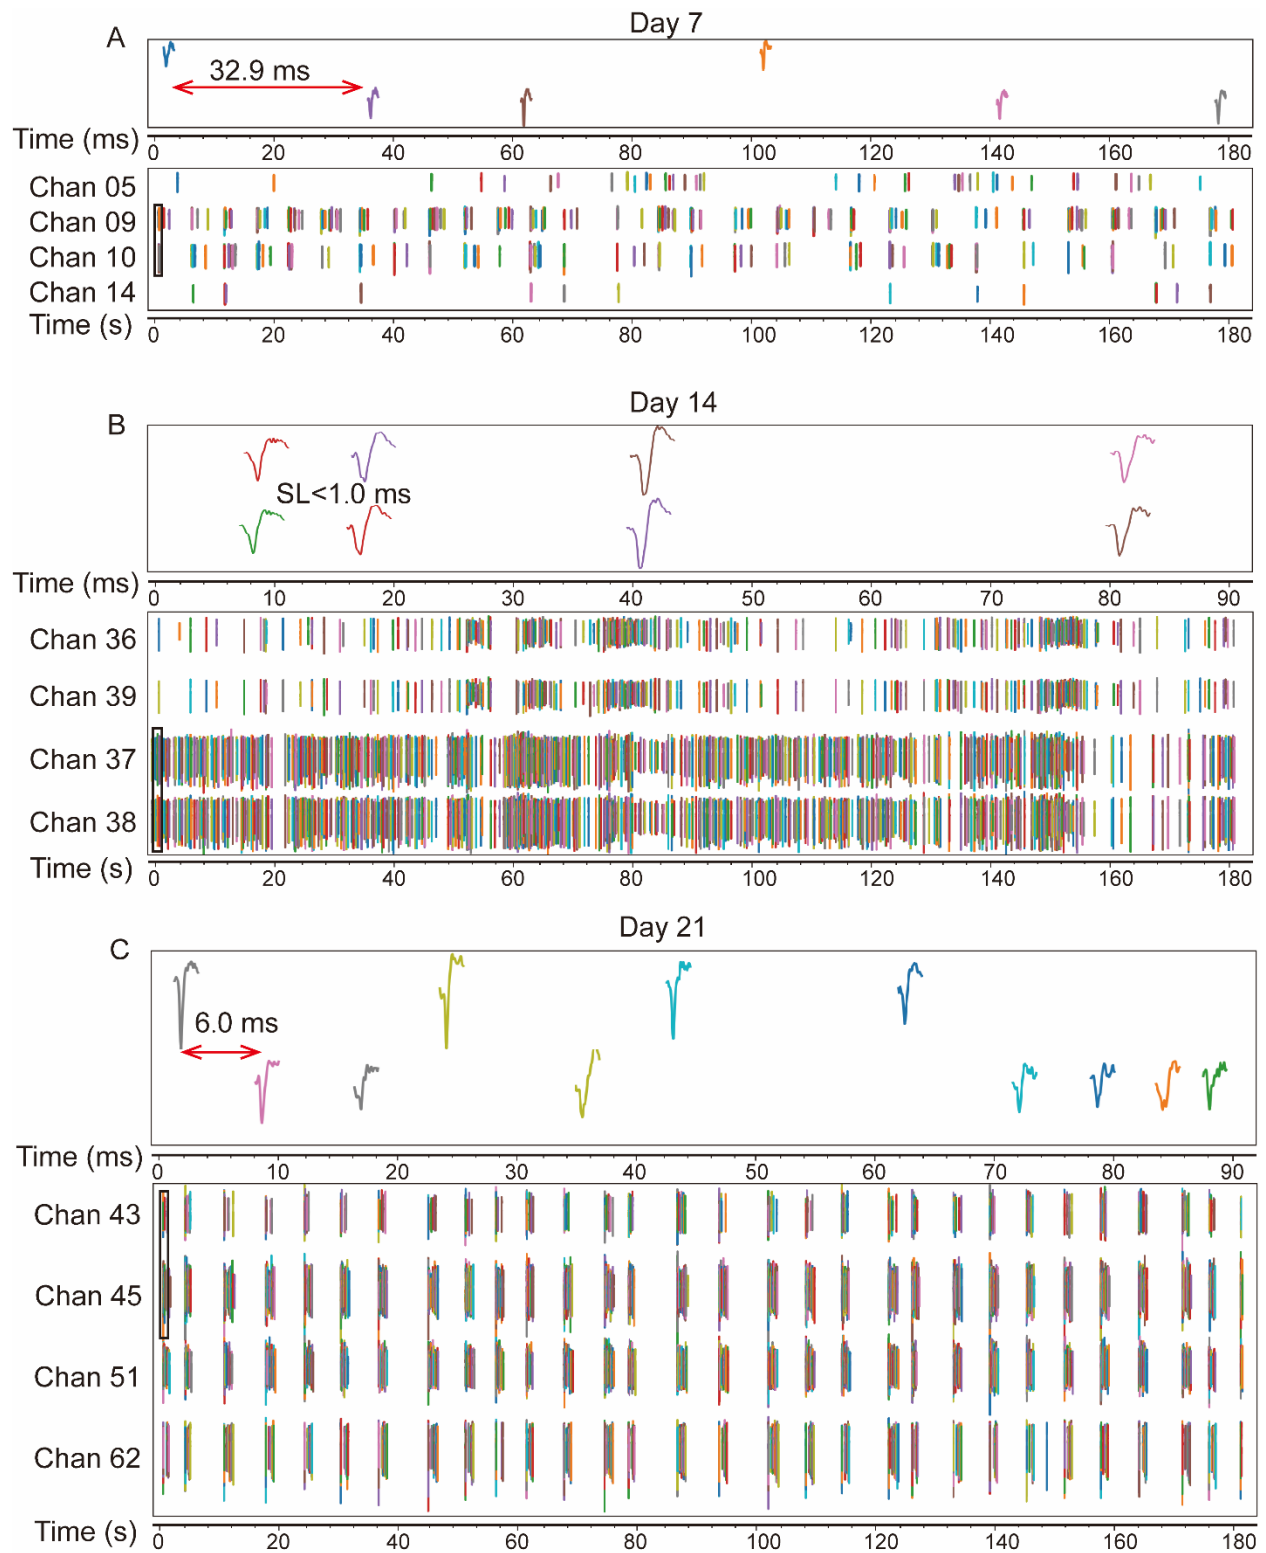 Day 7
A
32.9 ms
Time (ms)
0 20 40 60 80 100 120 140 160 180
Chan 05
Chan 09
Chan 10
Chan 14
Time (s)
0 20 40 60 80 100 120 140 160 180
Day 14
B
SL<1.0 ms
Time (ms)
0 10 20 30 40 50 60 70 80 90
Chan 36
Chan 39
Chan 37
Chan 38
Time (s)
0 20 40 60 80 100 120 140 160 180
Day 21
C
6.0 ms
Time (ms)
0 10 20 30 40 50 60 70 80 90
Chan 43
Chan 45
Chan 51
Chan 62
Time (s)
0 20 40 60 80 100 120 140 160 180